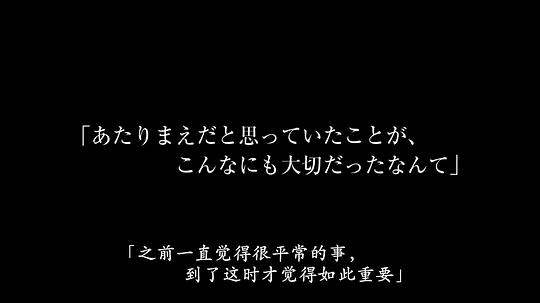 「あたりまえだと思っていたことが、
こんなにも大切だったなんて」
「之前一直觉得很平常的事，
到了这时才觉得如此重要」